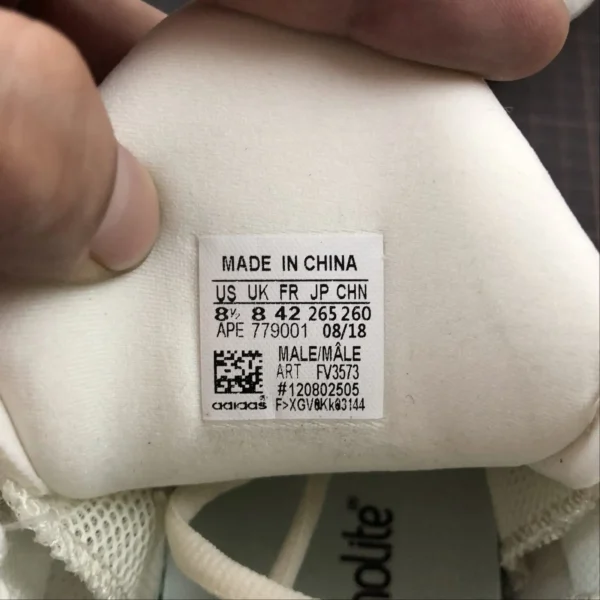 MADE IN CHINA
US UK FR JP CHN
8½ 8 42 265 260
APE 779001 08/18
MALE/MÂLE
ART FV3573
#120802505
adidas
nolite®